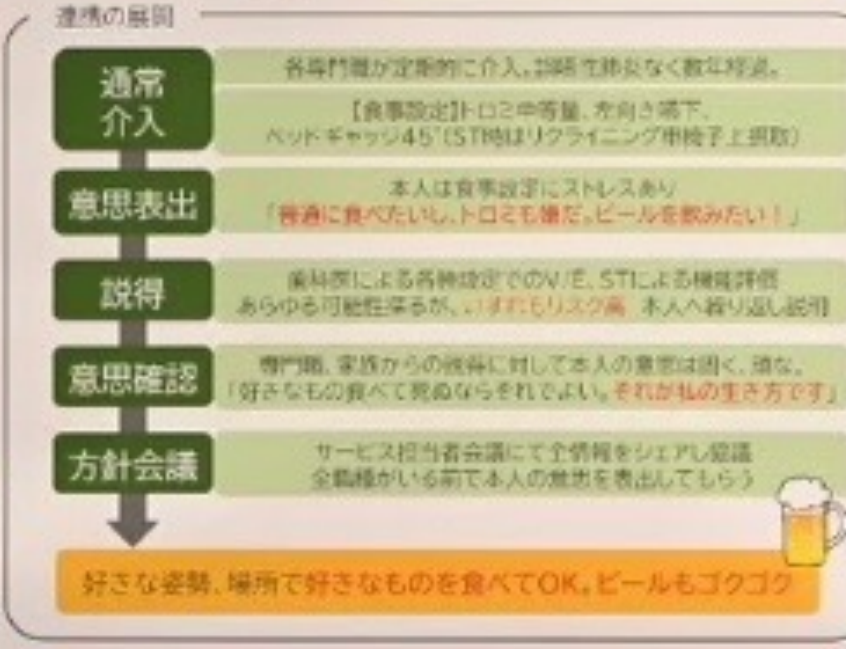 連携の展開
通常
介入
各専門職が定期的に介入。誤嚥性肺炎なく数年経過。
【食事設定】トロミ中等量、左向き嚥下、
ベッドギャッジ45°(ST時はリクライニング車椅子上摂取)
意思表出
本人は食事設定にストレスあり
「普通に食べたいし、トロミも嫌だ。ビールを飲みたい！」
説得
歯科医による各種設定でのV/E、STによる機能評価
あらゆる可能性探るが、いずれもリスク高 本人へ繰り返し説明
意思確認
専門職、家族からの説得に対して本人の意思は固く、頑な。
「好きなもの食べて死ぬならそれでよい。それが私の生き方です」
方針会議
サービス担当者会議にて全情報をシェアし協議
全職種がいる前で本人の意思を表出してもらう
好きな姿勢、場所で好きなものを食べてOK。ビールもゴクゴク